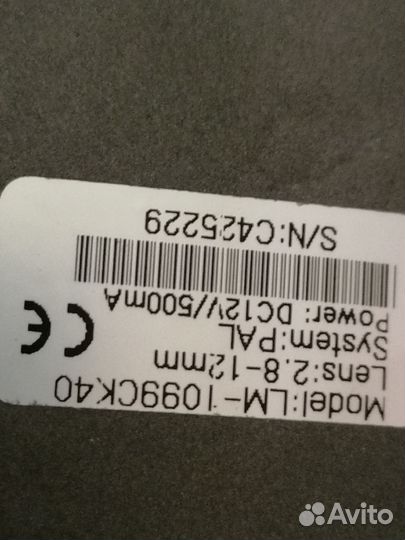 Model:LM-1099CK40
Lens:2.8-12mm
System:PAL
Power: DC12V/500mA
CE
S/N:C425229
Avito